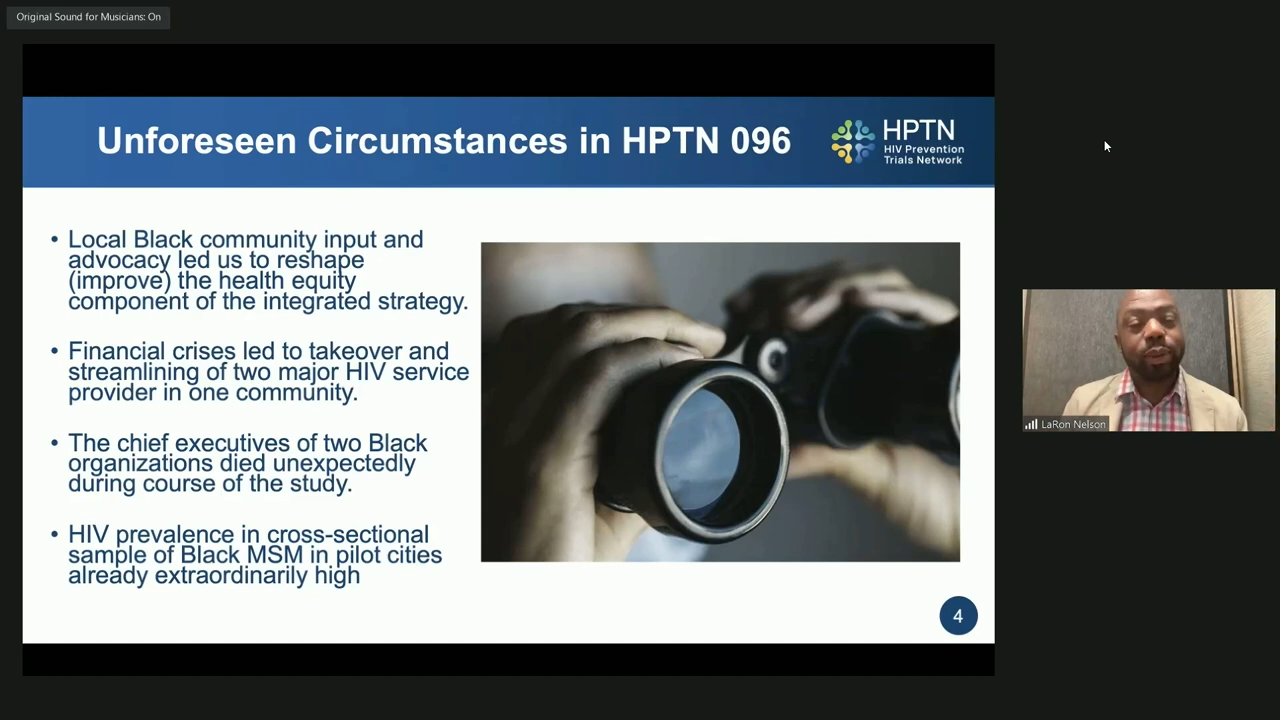 Original Sound for Musicians: On
Unforeseen Circumstances in HPTN 096
HPTN
HIV Prevention
Trials Network
• Local Black community input and
advocacy led us to reshape
(improve) the health equity
component of the integrated strategy.
• Financial crises led to takeover and
streamlining of two major HIV service
provider in one community.
• The chief executives of two Black
organizations died unexpectedly
during course of the study.
• HIV prevalence in cross-sectional
sample of Black MSM in pilot cities
already extraordinarily high
4
LaRon Nelson